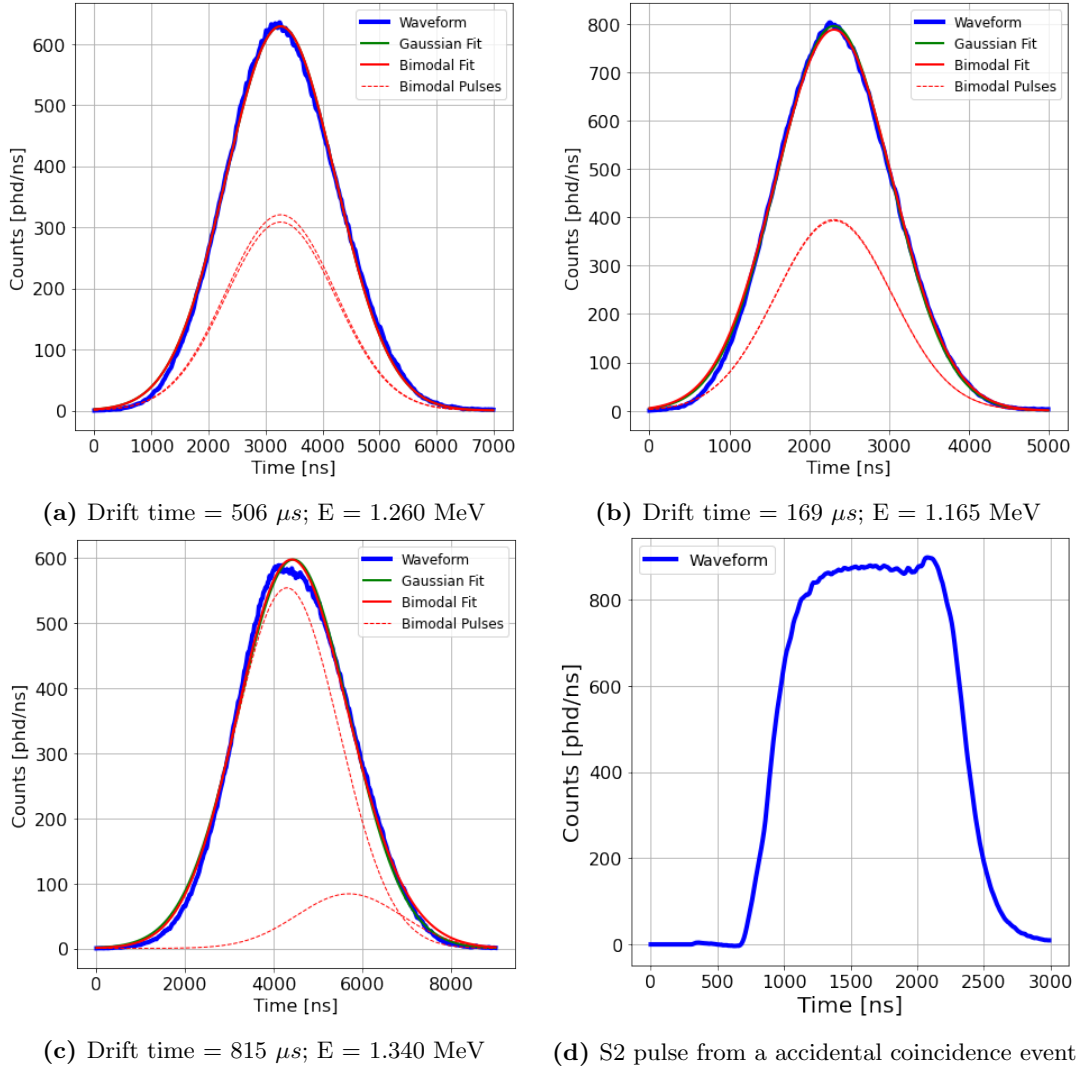 Waveform
Gaussian Fit
Bimodal Fit
Bimodal Pulses
600
500
400
300
200
100
0
Counts [phd/ns]
0 1000 2000 3000 4000 5000 6000 7000
Time [ns]
(a) Drift time = 506 μs; E = 1.260 MeV
Waveform
Gaussian Fit
Bimodal Fit
Bimodal Pulses
800
700
600
500
400
300
200
100
0
Counts [phd/ns]
0 1000 2000 3000 4000 5000
Time [ns]
(b) Drift time = 169 μs; E = 1.165 MeV
Waveform
Gaussian Fit
Bimodal Fit
Bimodal Pulses
600
500
400
300
200
100
0
Counts [phd/ns]
0 2000 4000 6000 8000
Time [ns]
(c) Drift time = 815 μs; E = 1.340 MeV
Waveform
800
600
400
200
0
Counts [phd/ns]
0 500 1000 1500 2000 2500 3000
Time [ns]
(d) S2 pulse from a accidental coincidence event